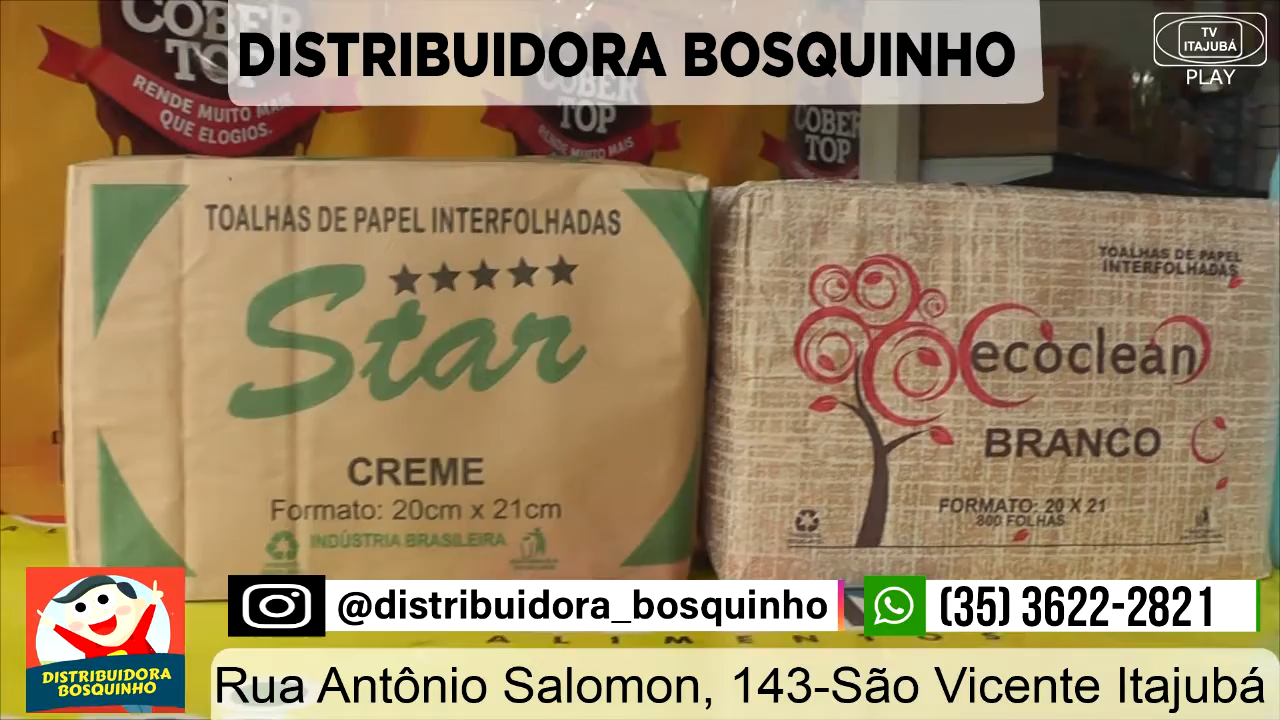 DISTRIBUIDORA BOSQUINHO
TV
ITAJUBÁ
PLAY
COBER
TOP
RENDE MUITO MAIS
QUE ELOGIOS.
COBER
TOP
RENDE MUITO MAIS
COBER
TOP
TOALHAS DE PAPEL INTERFOLHADAS
Star
CREME
Formato: 20cm x 21cm
INDÚSTRIA BRASILEIRA
TOALHAS DE PAPEL
INTERFOLHADAS
ecoclean
BRANCO
FORMATO: 20 X 21
800 FOLHAS
ALIMENTOS
DISTRIBUIDORA
BOSQUINHO
@distribuidora_bosquinho
(35) 3622-2821
Rua Antônio Salomon, 143-São Vicente Itajubá